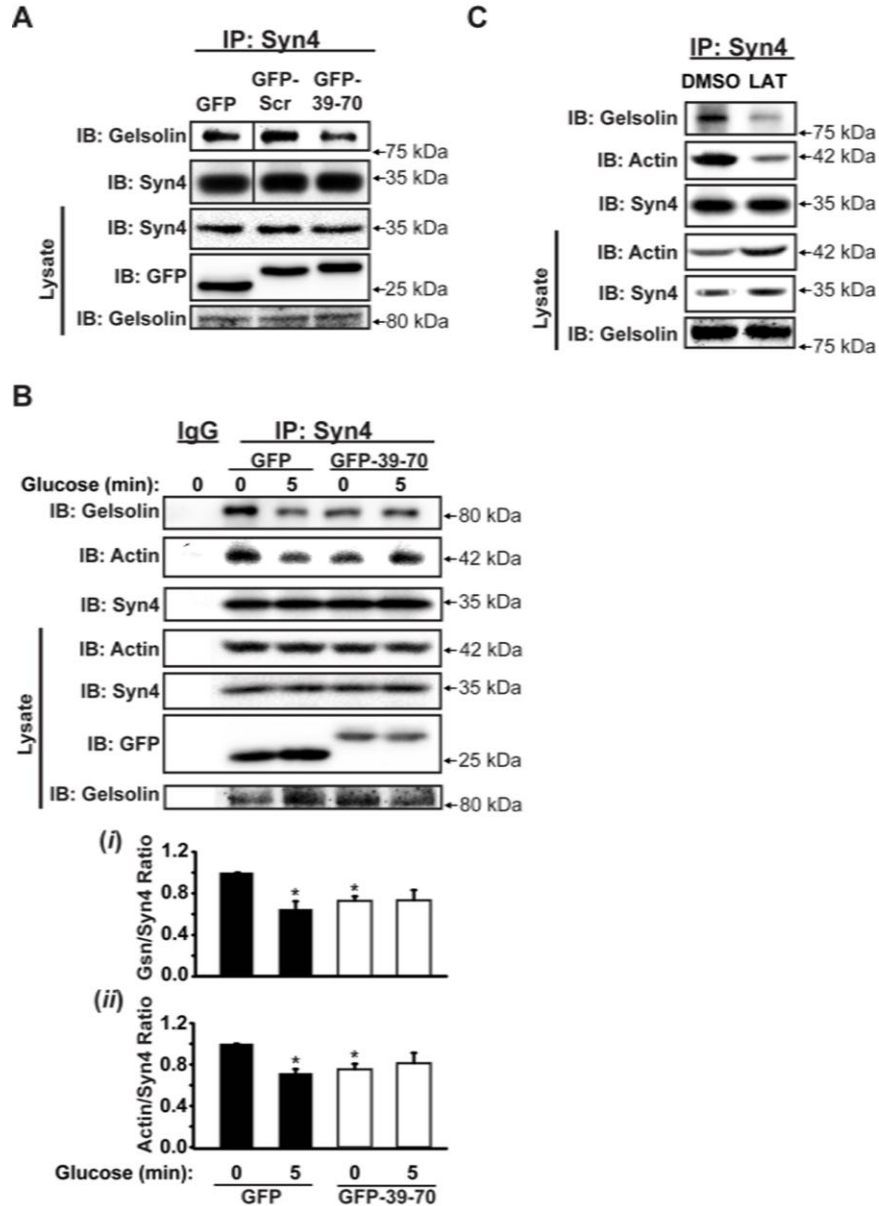 A
IP: Syn4
GFP
GFP-
Scr
GFP-
39-70
IB: Gelsolin
←75 kDa
IB: Syn4
←35 kDa
Lysate
IB: Syn4
←35 kDa
IB: GFP
←25 kDa
IB: Gelsolin
←80 kDa
C
IP: Syn4
DMSO LAT
IB: Gelsolin
←75 kDa
IB: Actin
←42 kDa
IB: Syn4
←35 kDa
Lysate
IB: Actin
←42 kDa
IB: Syn4
←35 kDa
IB: Gelsolin
←75 kDa
B
IgG IP: Syn4
GFP GFP-39-70
Glucose (min): 0 0 5 0 5
IB: Gelsolin ←80 kDa
IB: Actin ←42 kDa
IB: Syn4 ←35 kDa
Lysate
IB: Actin ←42 kDa
IB: Syn4 ←35 kDa
IB: GFP
←25 kDa
IB: Gelsolin ←80 kDa
(i)
Gsn/Syn4 Ratio
1.2
0.8
0.4
0.0
* *
(ii)
Actin/Syn4 Ratio
1.2
0.8
0.4
0.0
* *
Glucose (min): 0 5 0 5
GFP GFP-39-70